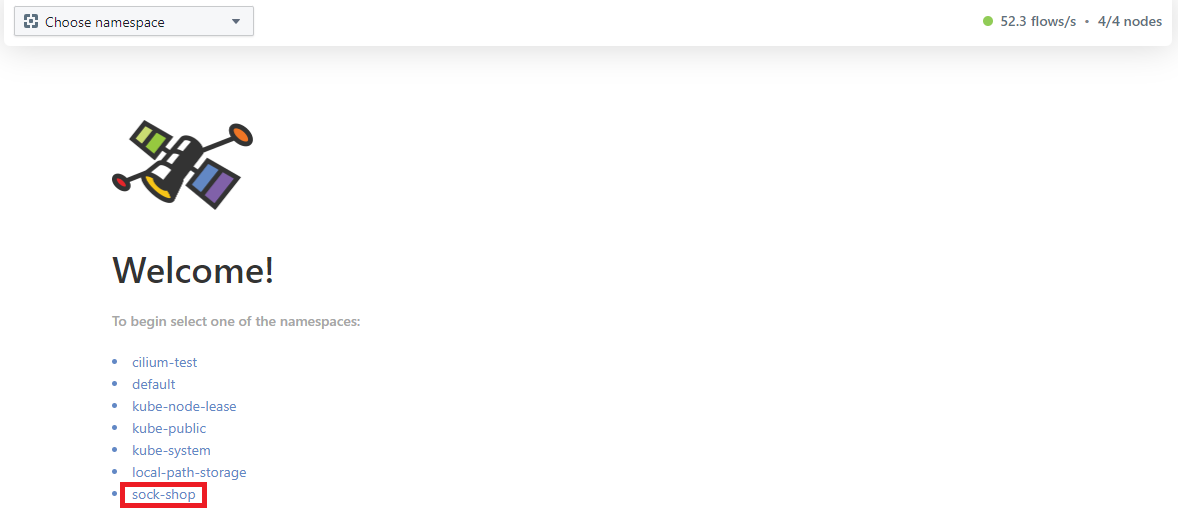 Choose namespace
52.3 flows/s • 4/4 nodes
Welcome!
To begin select one of the namespaces:
• cilium-test
• default
• kube-node-lease
• kube-public
• kube-system
• local-path-storage
• sock-shop